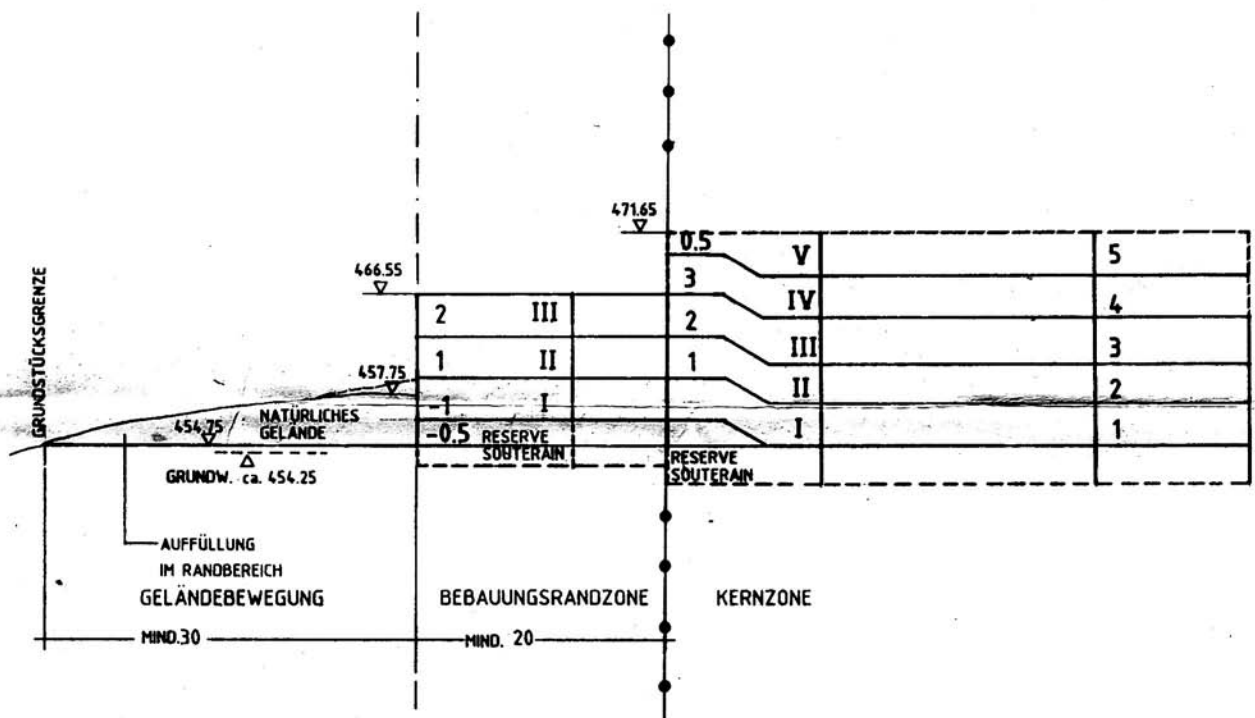 471.65
0.5
V
5
466.55
3
IV
4
2
III
2
III
3
1
II
1
II
2
457.75
-1
I
I
1
GRUNDSTÜCKSGRENZE
NATÜRLICHES
GELÄNDE
454.75
-0.5 RESERVE
SOUTERAIN
RESERVE
SOUTERAIN
GRUNDW. ca. 454.25
AUFFÜLLUNG
IM RANDBEREICH
GELÄNDEBEWEGUNG
BEBAUUNGSRANDZONE
KERNZONE
MIND.30
MIND. 20